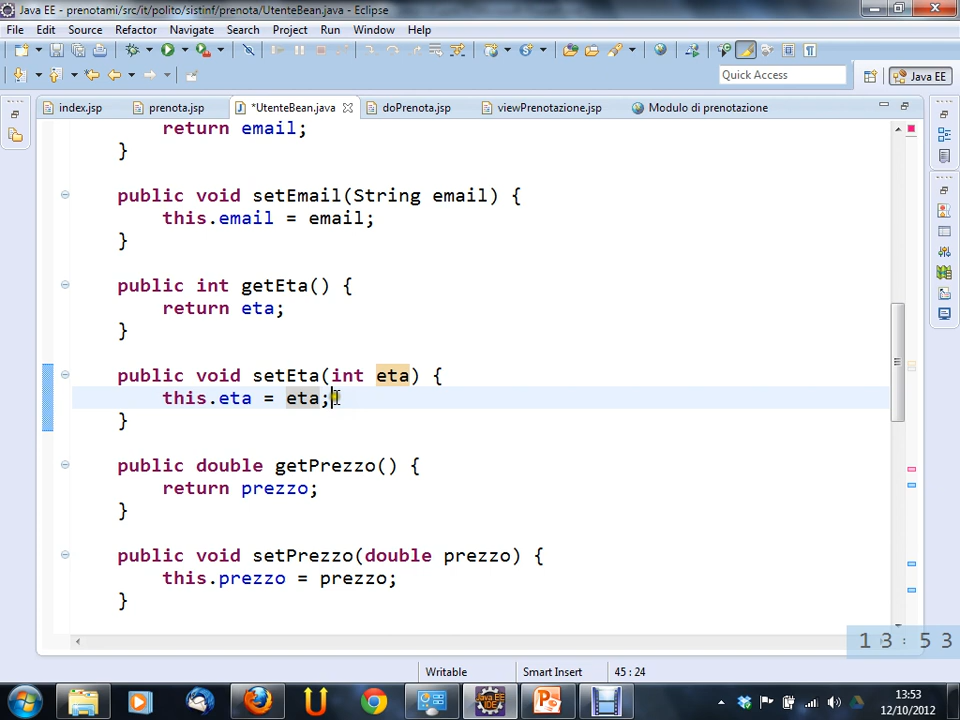 Java EE - prenotami/src/it/polito/sistinf/prenota/UtenteBean.java - Eclipse
File Edit Source Refactor Navigate Search Project Run Window Help
Quick Access
Java EE
index.jsp prenota.jsp *UtenteBean.java doPrenota.jsp viewPrenotazione.jsp Modulo di prenotazione
return email;
}
public void setEmail(String email) {
this.email = email;
}
public int getEta() {
return eta;
}
public void setEta(int eta) {
this.eta = eta;
}
public double getPrezzo() {
return prezzo;
}
public void setPrezzo(double prezzo) {
this.prezzo = prezzo;
}
13:53
Writable Smart Insert 45 : 24
Java EE
IDE
13:53
12/10/2012